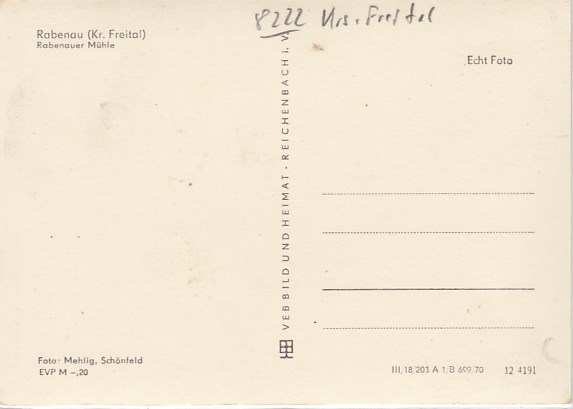 8222 Krs. Freital
Rabenau (Kr. Freital)
Rabenauer Mühle
Echt Foto
VEB BILD UND HEIMAT · REICHENBACH i. V.
Foto: Mehlig, Schönfeld
EVP M –,20
III/18/203 A 1/B 699/70 12 4191